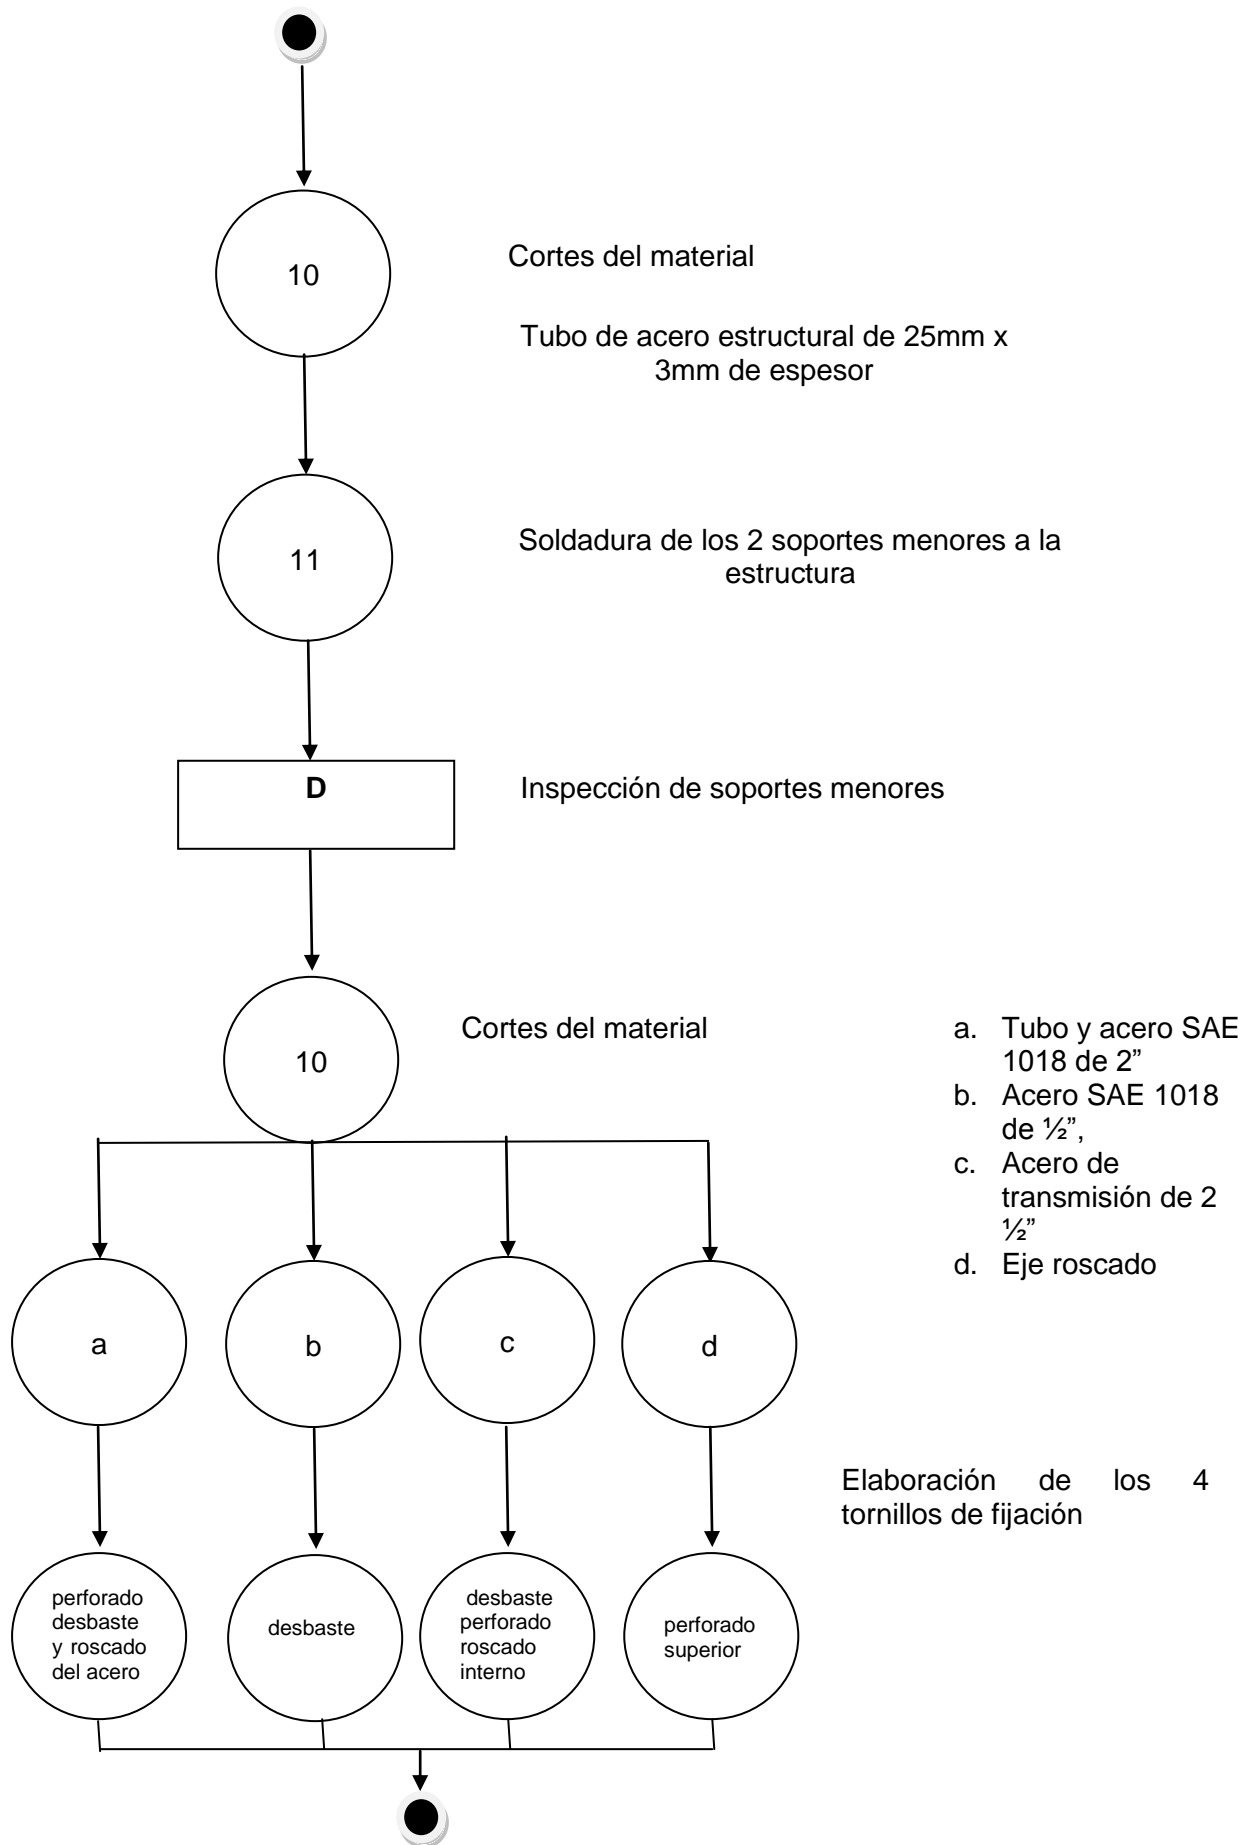 10
Cortes del material
Tubo de acero estructural de 25mm x
3mm de espesor
11
Soldadura de los 2 soportes menores a la
estructura
D
Inspección de soportes menores
10
Cortes del material
a. Tubo y acero SAE
1018 de 2”
b. Acero SAE 1018
de ½”,
c. Acero de
transmisión de 2
½”
d. Eje roscado
a
b
c
d
Elaboración de los 4
tornillos de fijación
perforado
desbaste
y roscado
del acero
desbaste
desbaste
perforado
roscado
interno
perforado
superior